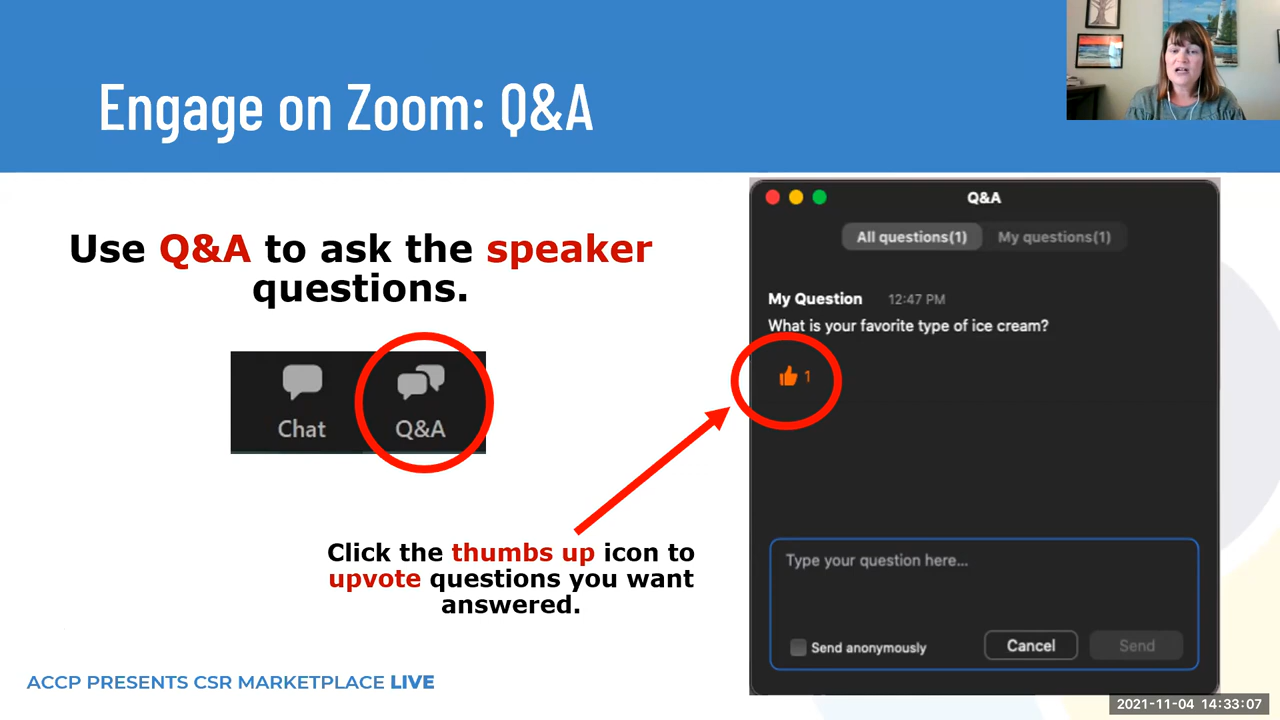 Engage on Zoom: Q&A
Use Q&A to ask the speaker
questions.
Chat
Q&A
Click the thumbs up icon to
upvote questions you want
answered.
Q&A
All questions(1)
My questions(1)
My Question 12:47 PM
What is your favorite type of ice cream?
1
Type your question here...
Send anonymously
Cancel
Send
ACCP PRESENTS CSR MARKETPLACE LIVE
2021-11-04 14:33:07